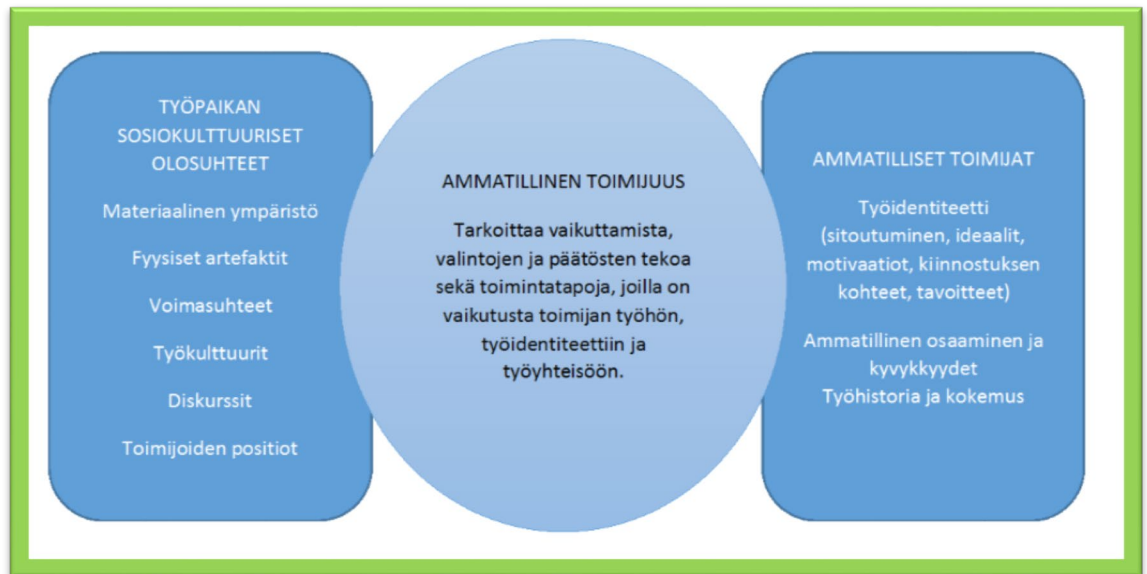 TYÖPAIKAN
SOSIOKULTTUURISET
OLOSUHTEET
Materiaalinen ympäristö
Fyysiset artefaktit
Voimasuhteet
Työkulttuurit
Diskurssit
Toimijoiden positiot
AMMATILLINEN TOIMIJUUS
Tarkoittaa vaikuttamista,
valintojen ja päätösten tekoa
sekä toimintatapoja, joilla on
vaikutusta toimijan työhön,
työidentiteettiin ja
työyhteisöön.
AMMATILLISET TOIMIJAT
Työidentiteetti
(sitoutuminen, ideaalit,
motivaatiot, kiinnostuksen
kohteet, tavoitteet)
Ammatillinen osaaminen ja
kyvykkyydet
Työhistoria ja kokemus